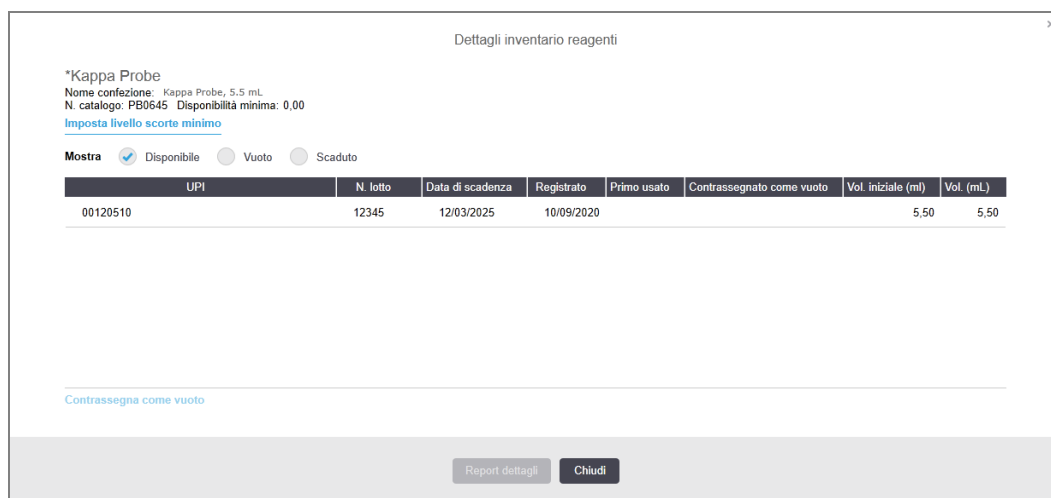 Dettagli inventario reagenti
*Kappa Probe
Nome confezione: Kappa Probe, 5.5 mL
N. catalogo: PB0645 Disponibilità minima: 0,00
Imposta livello scorte minimo
Mostra Disponibile Vuoto Scaduto
UPI N. lotto Data di scadenza Registrato Primo usato Contrassegnato come vuoto Vol. iniziale (ml) Vol. (mL)
00120510 12345 12/03/2025 10/09/2020 5,50 5,50
Contrassegna come vuoto
Report dettagli Chiudi